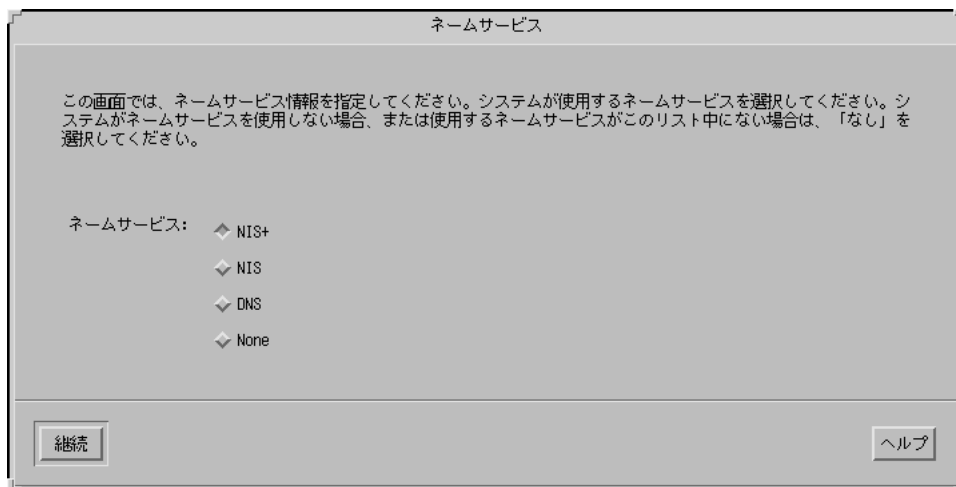 ネームサービス
この画面では、ネームサービス情報を指定してください。システムが使用するネームサービスを選択してください。シ
ステムがネームサービスを使用しない場合、または使用するネームサービスがこのリスト中にない場合は、「なし」を
選択してください。
ネームサービス:
NIS+
NIS
DNS
None
継続
ヘルプ